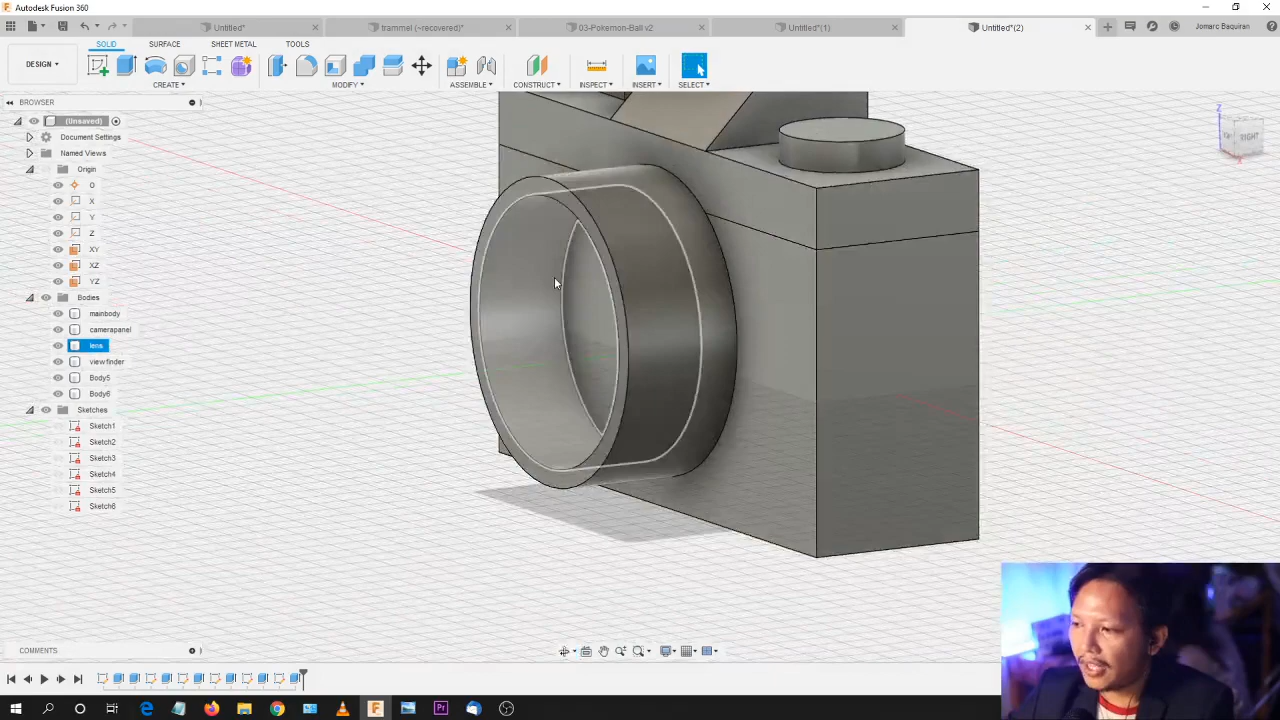 Autodesk Fusion 360
Untitled*
trammel (~recovered)*
03-Pokemon-Ball v2
Untitled*(1)
Untitled*(2)
Jomarc Baquiran
SOLID
SURFACE
SHEET METAL
TOOLS
DESIGN
CREATE
MODIFY
ASSEMBLE
CONSTRUCT
INSPECT
INSERT
SELECT
BROWSER
(Unsaved)
Document Settings
Named Views
Origin
O
X
Y
Z
XY
XZ
YZ
Bodies
mainbody
camerapanel
lens
viewfinder
Body5
Body6
Sketches
Sketch1
Sketch2
Sketch3
Sketch4
Sketch5
Sketch6
Z
RIGHT
X
COMMENTS